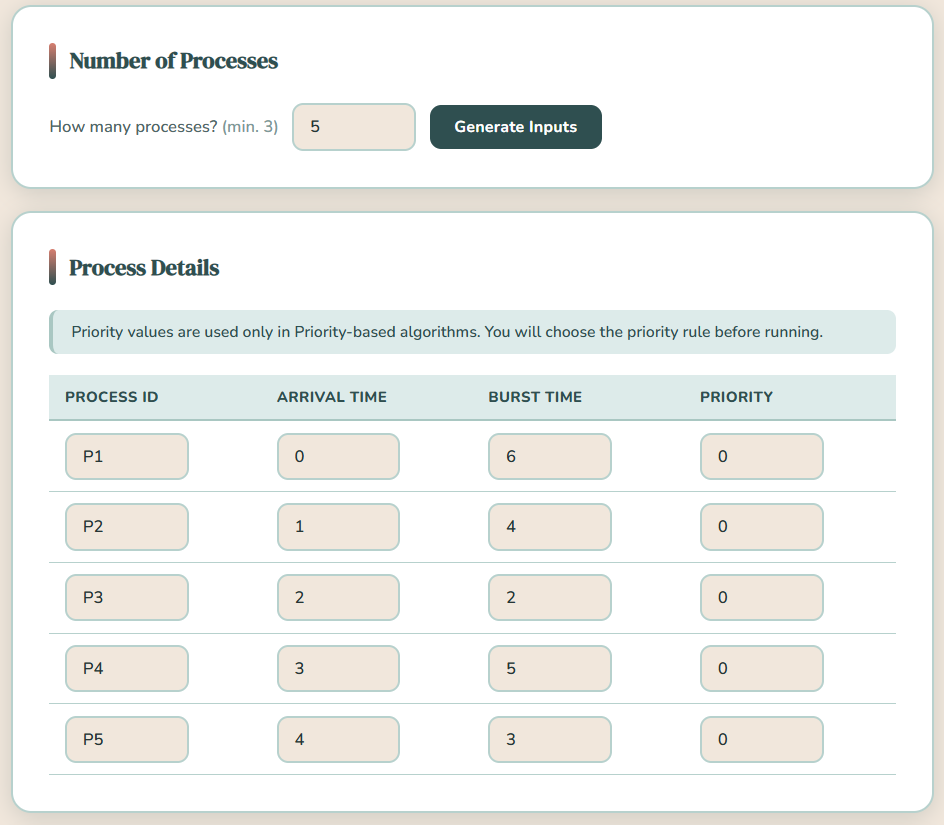 Number of Processes
How many processes? (min. 3) 5 Generate Inputs
Process Details
Priority values are used only in Priority-based algorithms. You will choose the priority rule before running.
PROCESS ID ARRIVAL TIME BURST TIME PRIORITY
P1 0 6 0
P2 1 4 0
P3 2 2 0
P4 3 5 0
P5 4 3 0